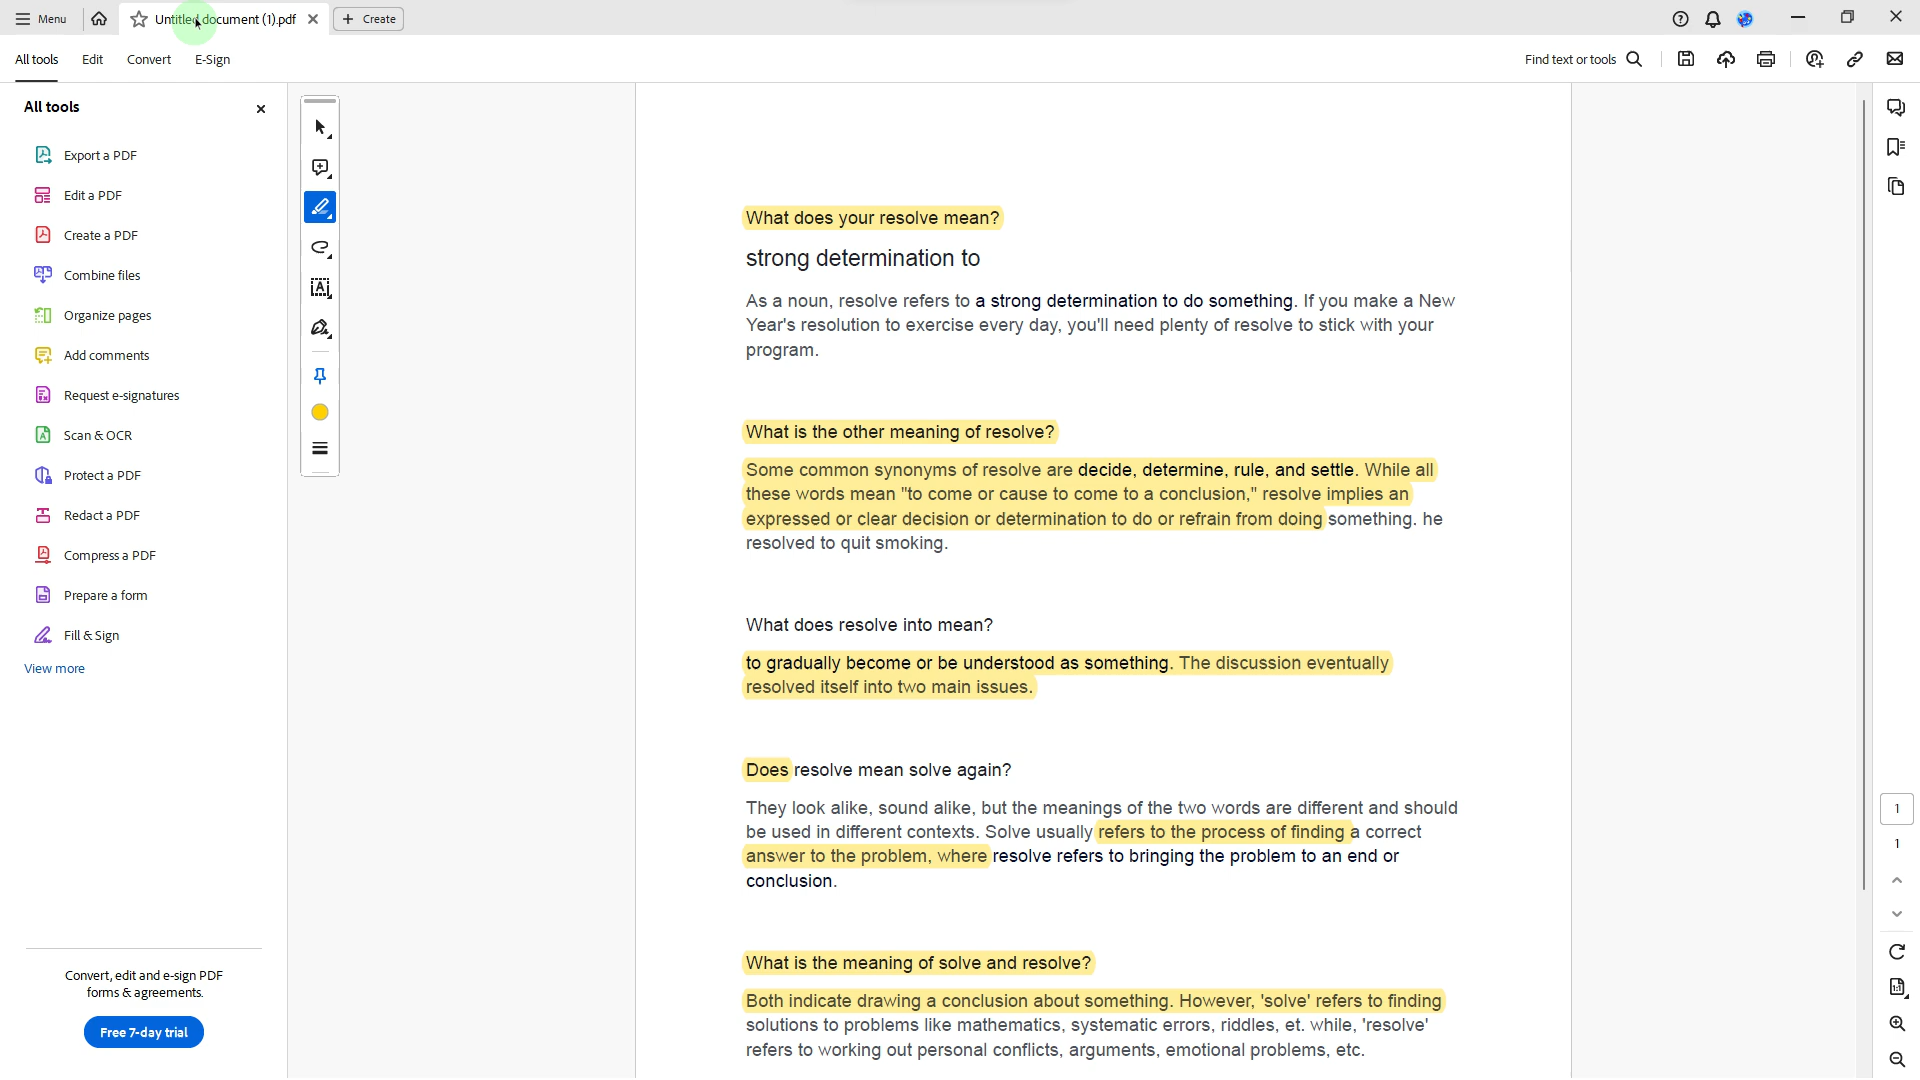 Menu
Untitled document (1).pdf
Create
All tools
Edit
Convert
E-Sign
Find text or tools
All tools
Export a PDF
Edit a PDF
Create a PDF
Combine files
Organize pages
Add comments
Request e-signatures
Scan & OCR
Protect a PDF
Redact a PDF
Compress a PDF
Prepare a form
Fill & Sign
View more
Convert, edit and e-sign PDF
forms & agreements.
Free 7-day trial
What does your resolve mean?
strong determination to
As a noun, resolve refers to a strong determination to do something. If you make a New
Year's resolution to exercise every day, you'll need plenty of resolve to stick with your
program.
What is the other meaning of resolve?
Some common synonyms of resolve are decide, determine, rule, and settle. While all
these words mean "to come or cause to come to a conclusion," resolve implies an
expressed or clear decision or determination to do or refrain from doing something. he
resolved to quit smoking.
What does resolve into mean?
to gradually become or be understood as something. The discussion eventually
resolved itself into two main issues.
Does resolve mean solve again?
They look alike, sound alike, but the meanings of the two words are different and should
be used in different contexts. Solve usually refers to the process of finding a correct
answer to the problem, where resolve refers to bringing the problem to an end or
conclusion.
What is the meaning of solve and resolve?
Both indicate drawing a conclusion about something. However, 'solve' refers to finding
solutions to problems like mathematics, systematic errors, riddles, et. while, 'resolve'
refers to working out personal conflicts, arguments, emotional problems, etc.
1
1